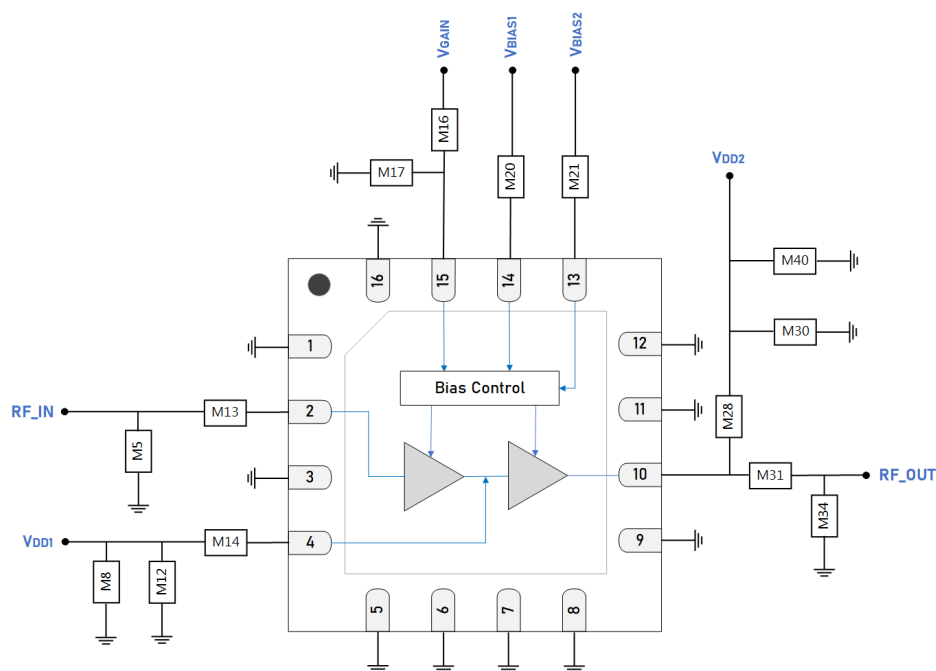 VGAIN
VBIAS1
VBIAS2
M16
VDD2
M17
M20
M21
M40
16
15
14
13
M30
1
12
Bias Control
RF_IN
M13
2
11
M28
M5
3
10
M31
RF_OUT
M34
VDD1
M14
4
9
M8
M12
5
6
7
8